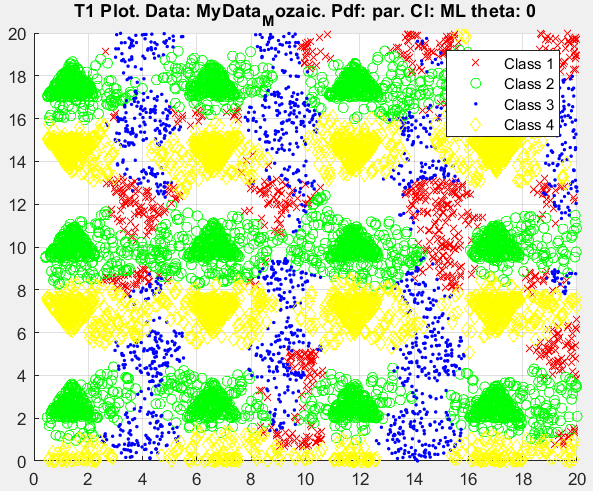 T1 Plot. Data: MyData_Mozaic. Pdf: par. Cl: ML theta: 0
20
18
16
14
12
10
8
6
4
2
0
0 2 4 6 8 10 12 14 16 18 20
Class 1
Class 2
Class 3
Class 4